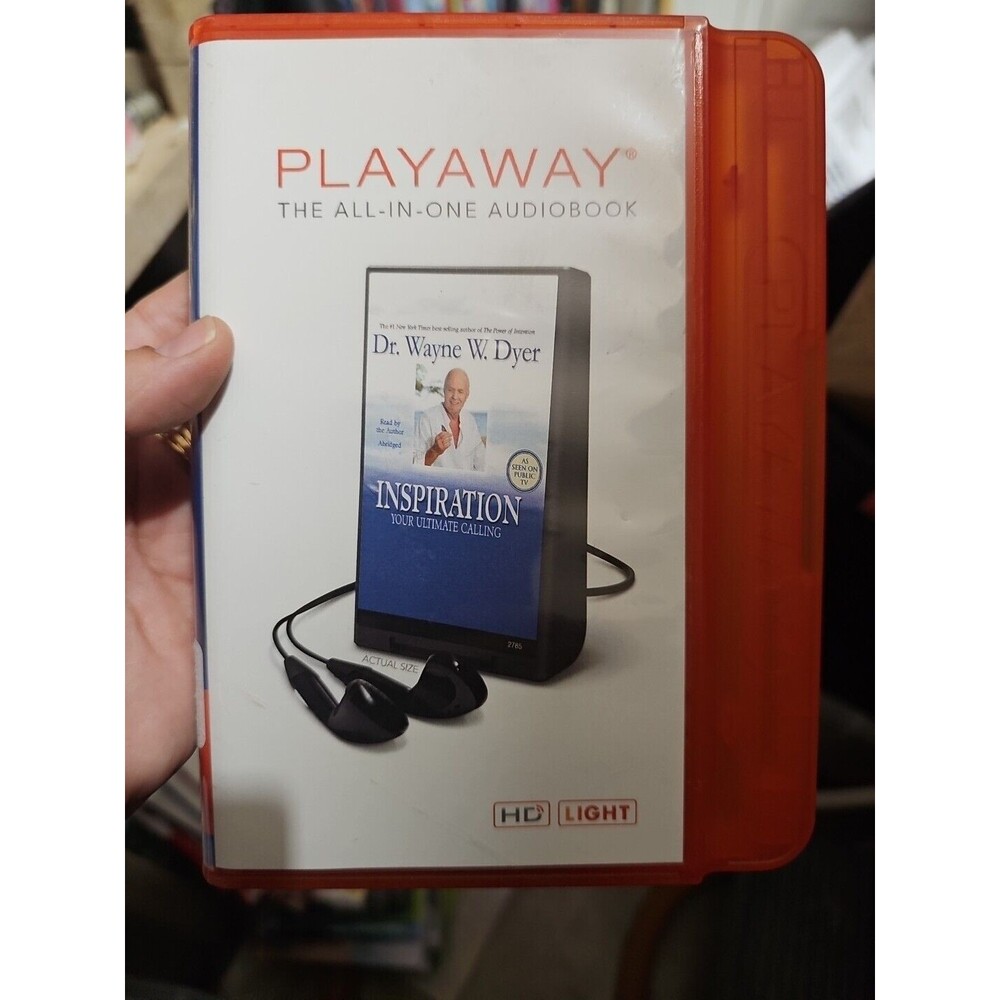 PLAYAWAY®
THE ALL-IN-ONE AUDIOBOOK
The #1 New York Times best-selling author of The Power of Intention
Dr. Wayne W. Dyer
Read by
the Author
Abridged
AS
SEEN ON
PUBLIC
TV
INSPIRATION
YOUR ULTIMATE CALLING
2785
ACTUAL SIZE
HD LIGHT